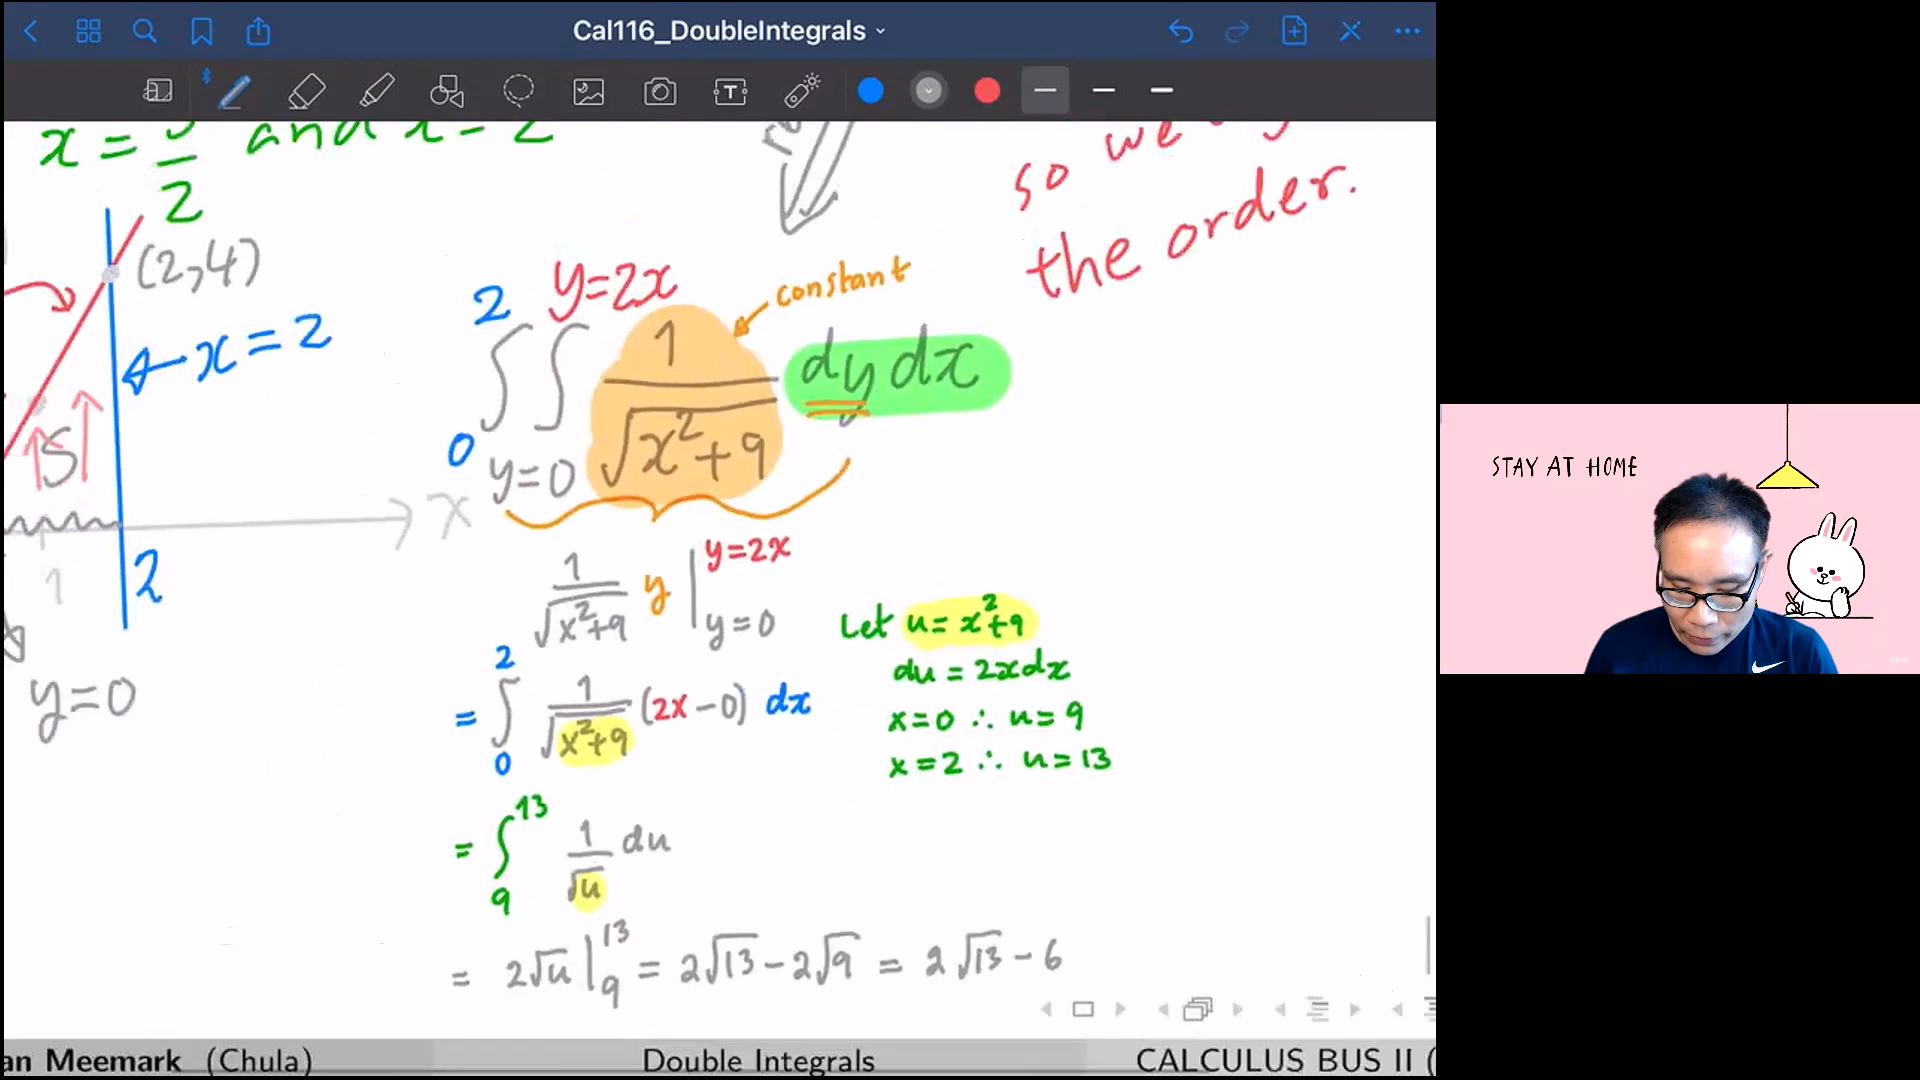 Cal116_DoubleIntegrals
x = and x = 2
2
so we
the order.
(2,4)
x = 2
S
1
2
x
y=0
2 y=2x
constant
∫∫ 1/√(x²+9) dy dx
0 y=0
1/√(x²+9) y | y=2x
y=0
= ∫ 2 0 1/√(x²+9) (2x-0) dx
Let u = x²+9
du = 2xdx
x=0 ∴ u=9
x=2 ∴ u=13
= ∫ 13 9 1/√u du
= 2√u | 13 9 = 2√13 - 2√9 = 2√13 - 6
an Meemark (Chula)
Double Integrals
CALCULUS BUS II (
STAY AT HOME